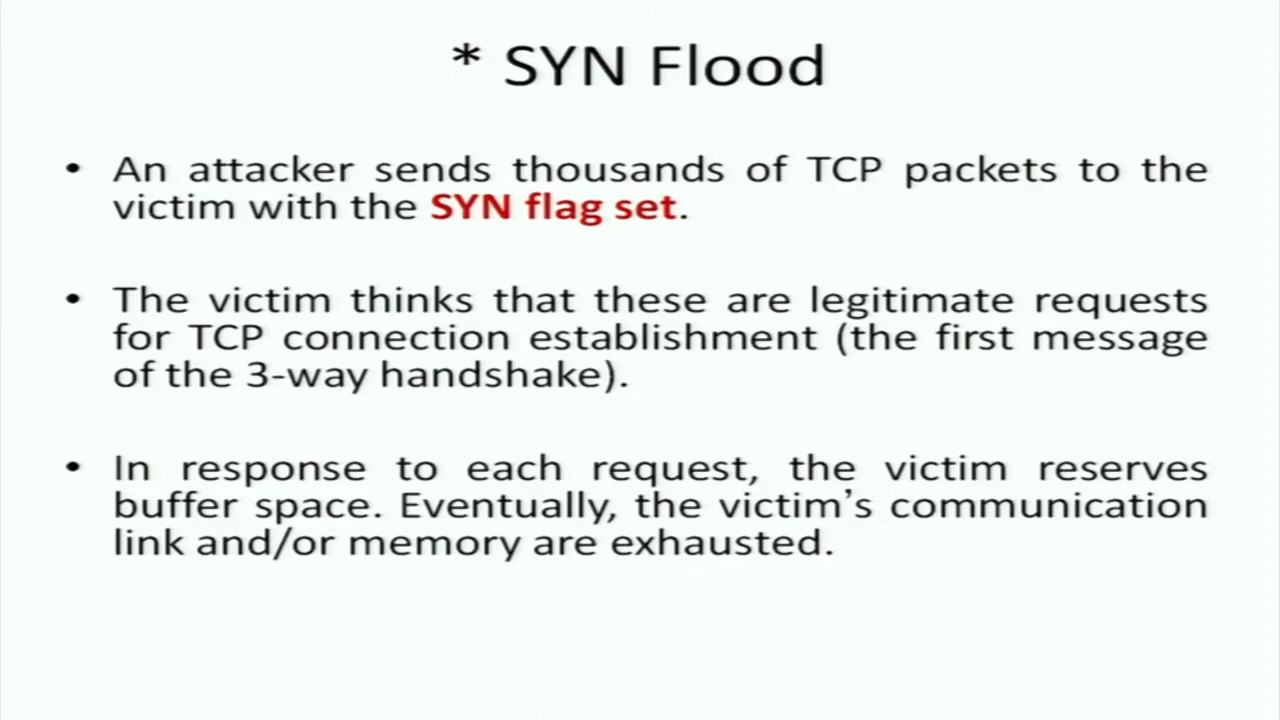 * SYN Flood
• An attacker sends thousands of TCP packets to the
victim with the SYN flag set.
• The victim thinks that these are legitimate requests
for TCP connection establishment (the first message
of the 3-way handshake).
• In response to each request, the victim reserves
buffer space. Eventually, the victim’s communication
link and/or memory are exhausted.